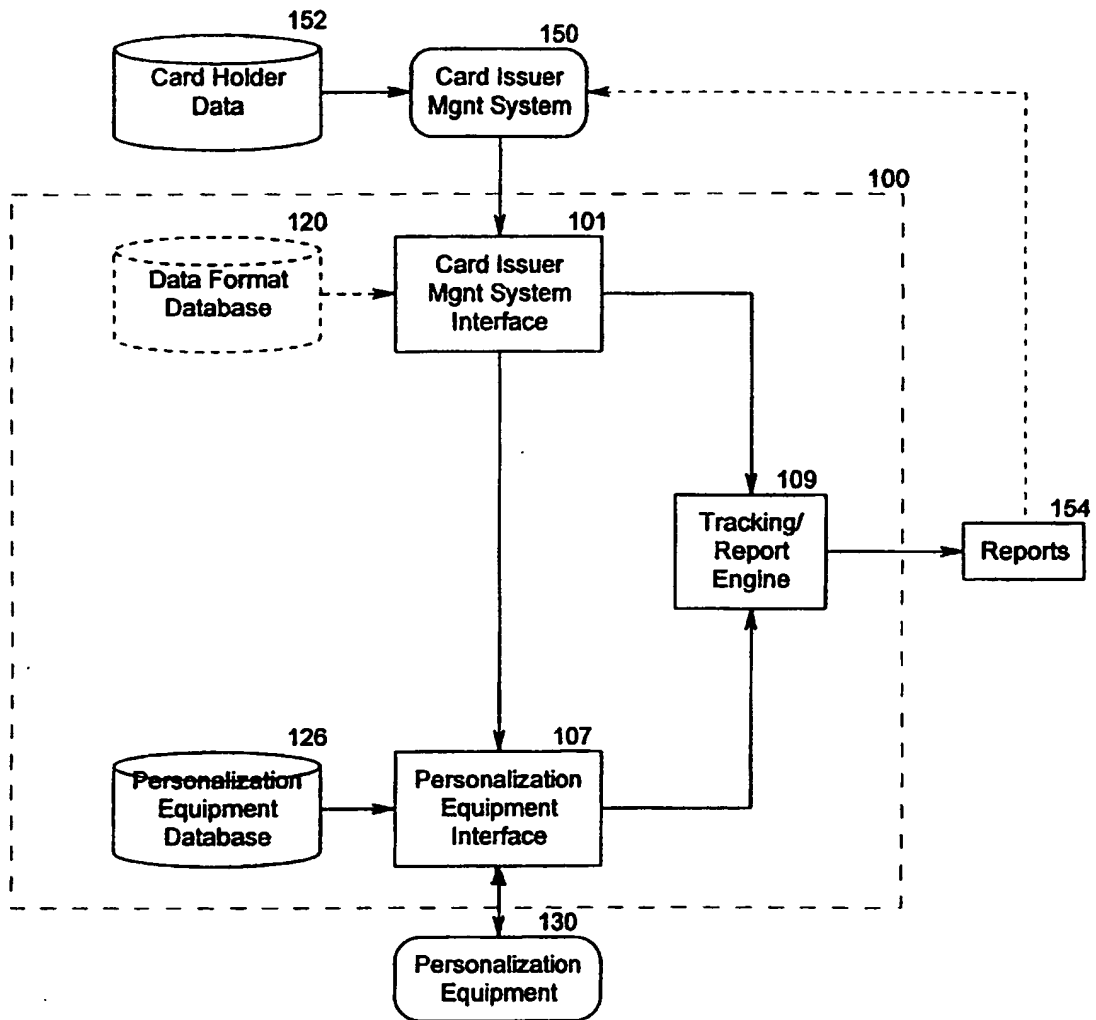 152
Card Holder
Data
150
Card Issuer
Mgnt System
100
120
Data Format
Database
101
Card Issuer
Mgnt System
Interface
109
Tracking/
Report
Engine
154
Reports
126
Personalization
Equipment
Database
107
Personalization
Equipment
Interface
130
Personalization
Equipment